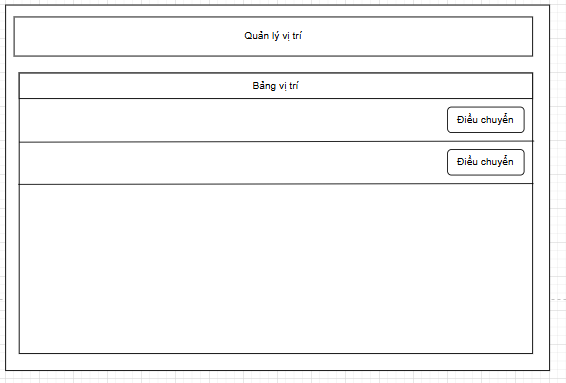 Quản lý vị trí
Bảng vị trí
Điều chuyển
Điều chuyển